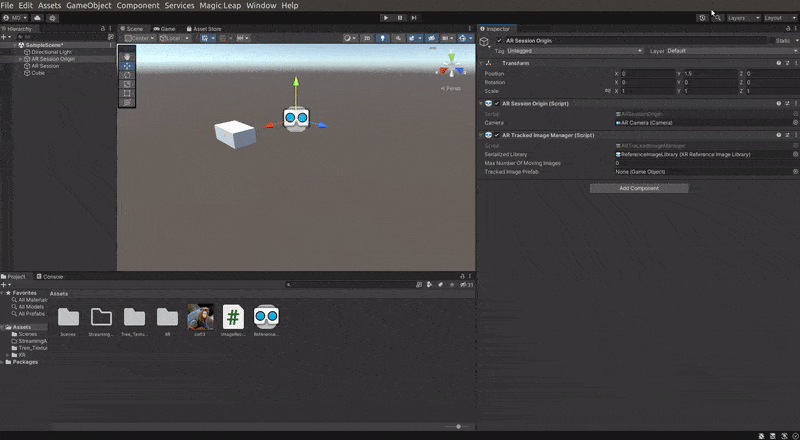 File Edit Assets GameObject Component Services Magic Leap Window Help
Layers Layout
Hierarchy Scene Game Asset Store Inspector
All Center Local 2D
SampleScene*
Directional Light
AR Session Origin
AR Session
Cube
Persp
AR Session Origin Static
Tag Untagged Layer Default
Transform
Position X 0 Y 1.5 Z 0
Rotation X 0 Y 0 Z 0
Scale X 1 Y 1 Z 1
AR Session Origin (Script)
Script ARSessionOrigin
Camera AR Camera (Camera)
AR Tracked Image Manager (Script)
Script ARTrackedImageManager
Serialized Library ReferenceImageLibrary (XR Reference Image Library)
Max Number Of Moving Images 0
Tracked Image Prefab None (Game Object)
Add Component
Project Console
Favorites
All Material
All Models
All Prefabs
Assets
Scenes
StreamingA
Tree_Textu
XR
Packages
Assets
Scenes Streaming... Tree_Textu... XR ImageRec... Reference...